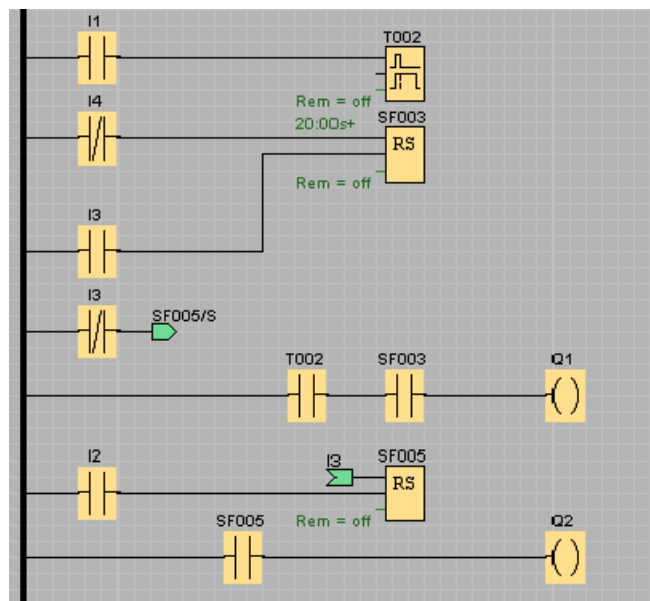 I1
T002
Rem = off
20:00s+
I4
SF003
RS
Rem = off
I3
I3
SF005/S
T002
SF003
Q1
I2
I3
SF005
RS
Rem = off
SF005
Q2